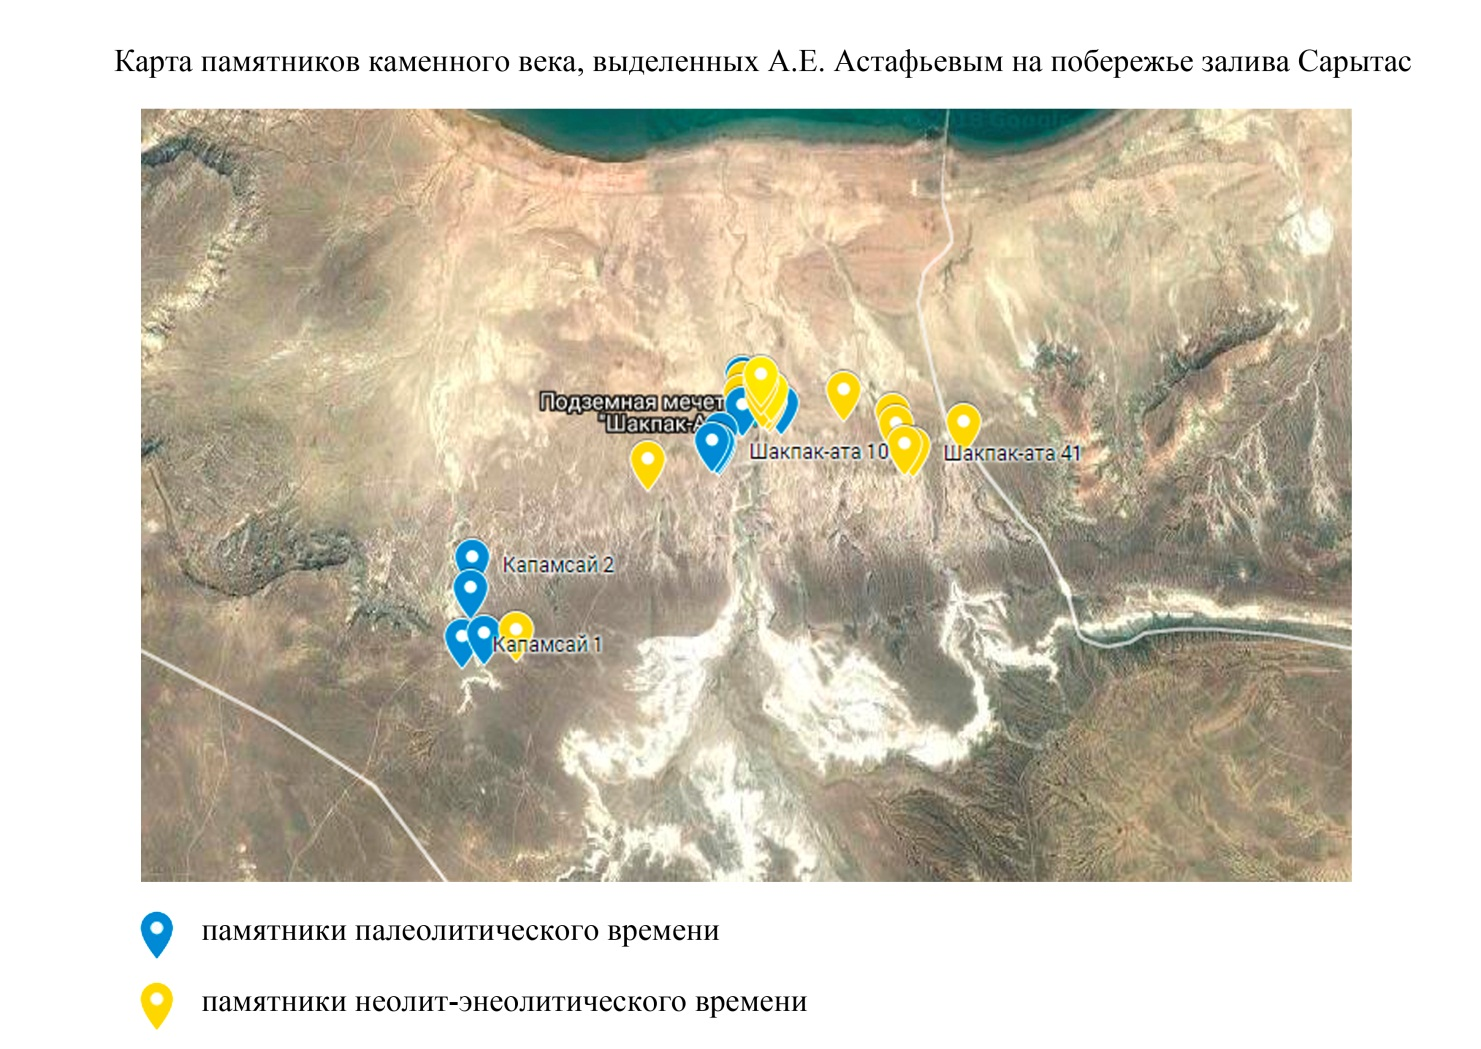 Карта памятников каменного века, выделенных А.Е. Астафьевым на побережье залива Сарытас
Подземная мечет
"Шакпак-А
Шакпак-ата 10
Шакпак-ата 41
Капамсай 2
Капамсай 1
памятники палеолитического времени
памятники неолит-энеолитического времени